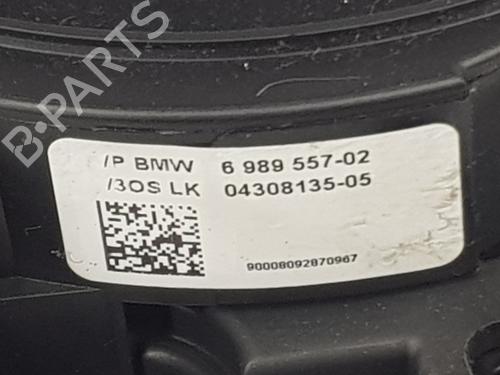 B-PARTS
/P BMW 6 989 557-02
/3OS LK 04308135-05
90008092870967